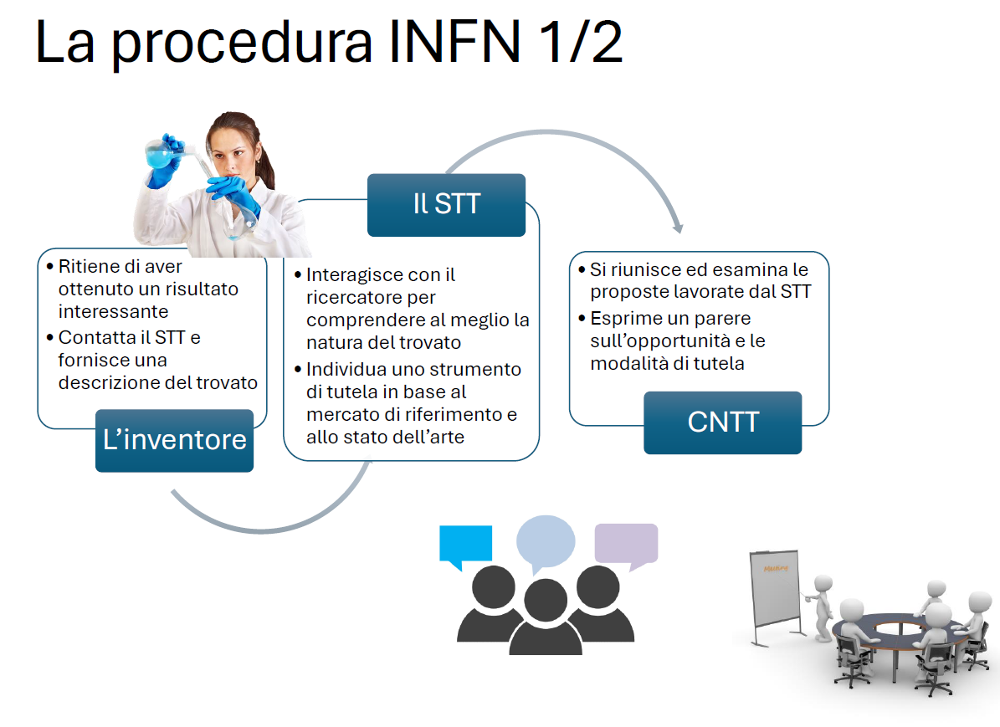 La procedura INFN 1/2
• Ritiene di aver
ottenuto un risultato
interessante
• Contatta il STT e
fornisce una
descrizione del trovato
L'inventore
Il STT
• Interagisce con il
ricercatore per
comprendere al meglio la
natura del trovato
• Individua uno strumento
di tutela in base al
mercato di riferimento e
allo stato dell'arte
• Si riunisce ed esamina le
proposte lavorate dal STT
• Esprime un parere
sull'opportunità e le
modalità di tutela
CNTT